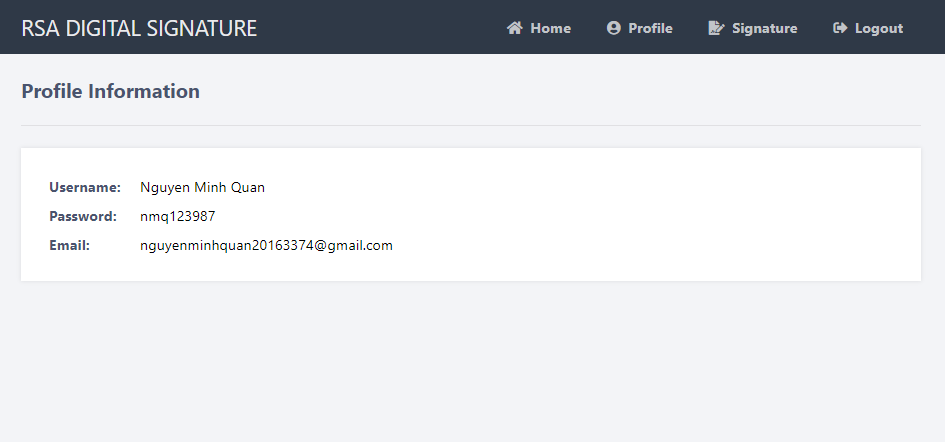 RSA DIGITAL SIGNATURE Home Profile Signature Logout
Profile Information
Username: Nguyen Minh Quan
Password: nmq123987
Email: nguyenminhquan20163374@gmail.com